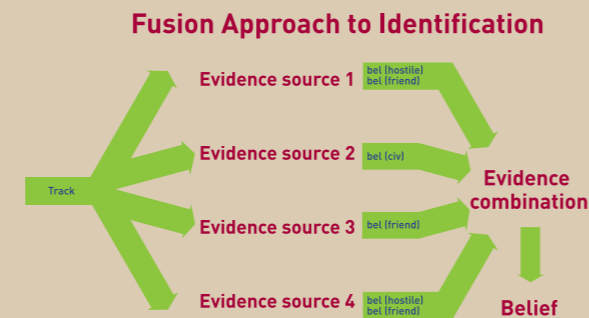 Fusion Approach to Identification
Evidence source 1
bel (hostile)
bel (friend)
Evidence source 2
bel (civ)
Track
Evidence
combination
Evidence source 3
bel (friend)
Evidence source 4
bel (hostile)
bel (friend)
Belief